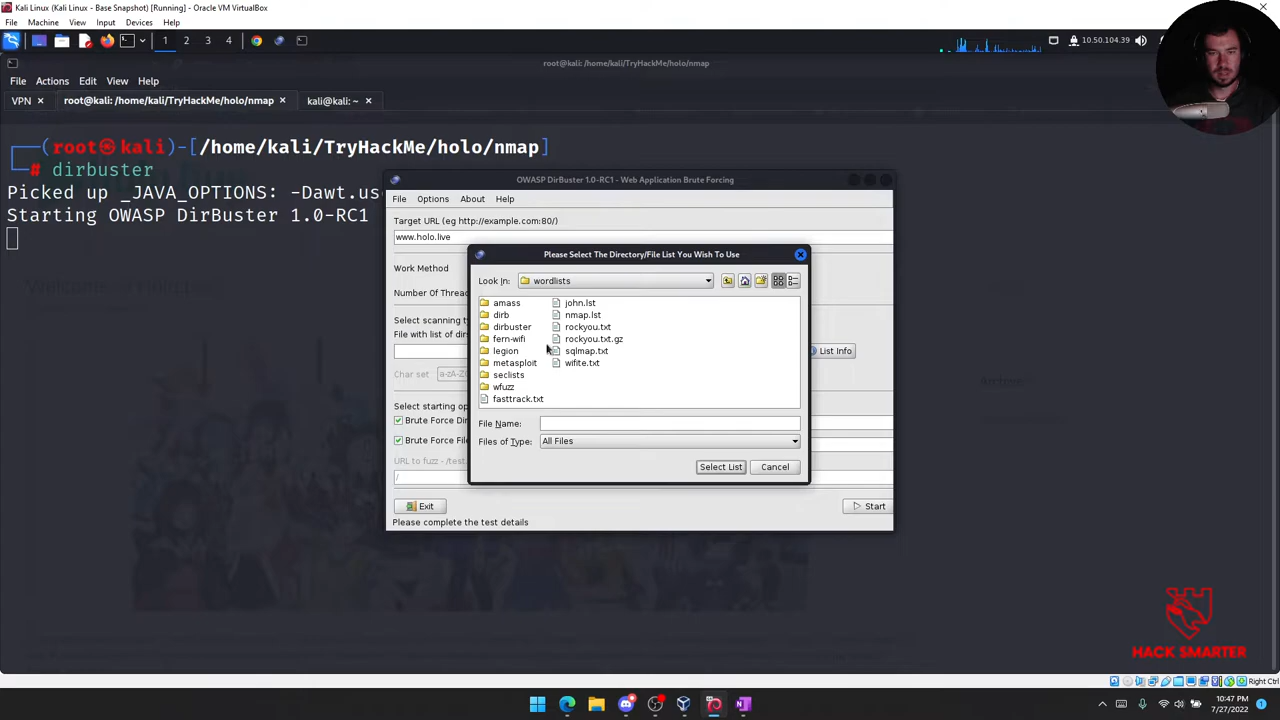 Kali Linux (Kali Linux - Base Snapshot) [Running] - Oracle VM VirtualBox
File Machine View Input Devices Help
1 2 3 4
10.50.104.39
root@kali: /home/kali/TryHackMe/holo/nmap
File Actions Edit View Help
VPN × root@kali: /home/kali/TryHackMe/holo/nmap × kali@kali: ~ ×
(root㉿kali)-[/home/kali/TryHackMe/holo/nmap]
# dirbuster
Picked up _JAVA_OPTIONS: -Dawt.us
Starting OWASP DirBuster 1.0-RC1
OWASP DirBuster 1.0-RC1 - Web Application Brute Forcing
File Options About Help
Target URL (eg http://example.com:80/)
www.holo.live
Work Method
Number Of Thread
Select scanning ty
File with list of dir
List Info
Char set a-zA-Z0
Select starting op
Brute Force Dir
Brute Force File
URL to fuzz - /test.
/
Exit
Start
Please complete the test details
Please Select The Directory/File List You Wish To Use
Look In: wordlists
amass
dirb
dirbuster
fern-wifi
legion
metasploit
seclists
wfuzz
fasttrack.txt
john.lst
nmap.lst
rockyou.txt
rockyou.txt.gz
sqlmap.txt
wifite.txt
File Name:
Files of Type: All Files
Select List Cancel
HACK SMARTER
Right Ctrl
10:47 PM
7/27/2022